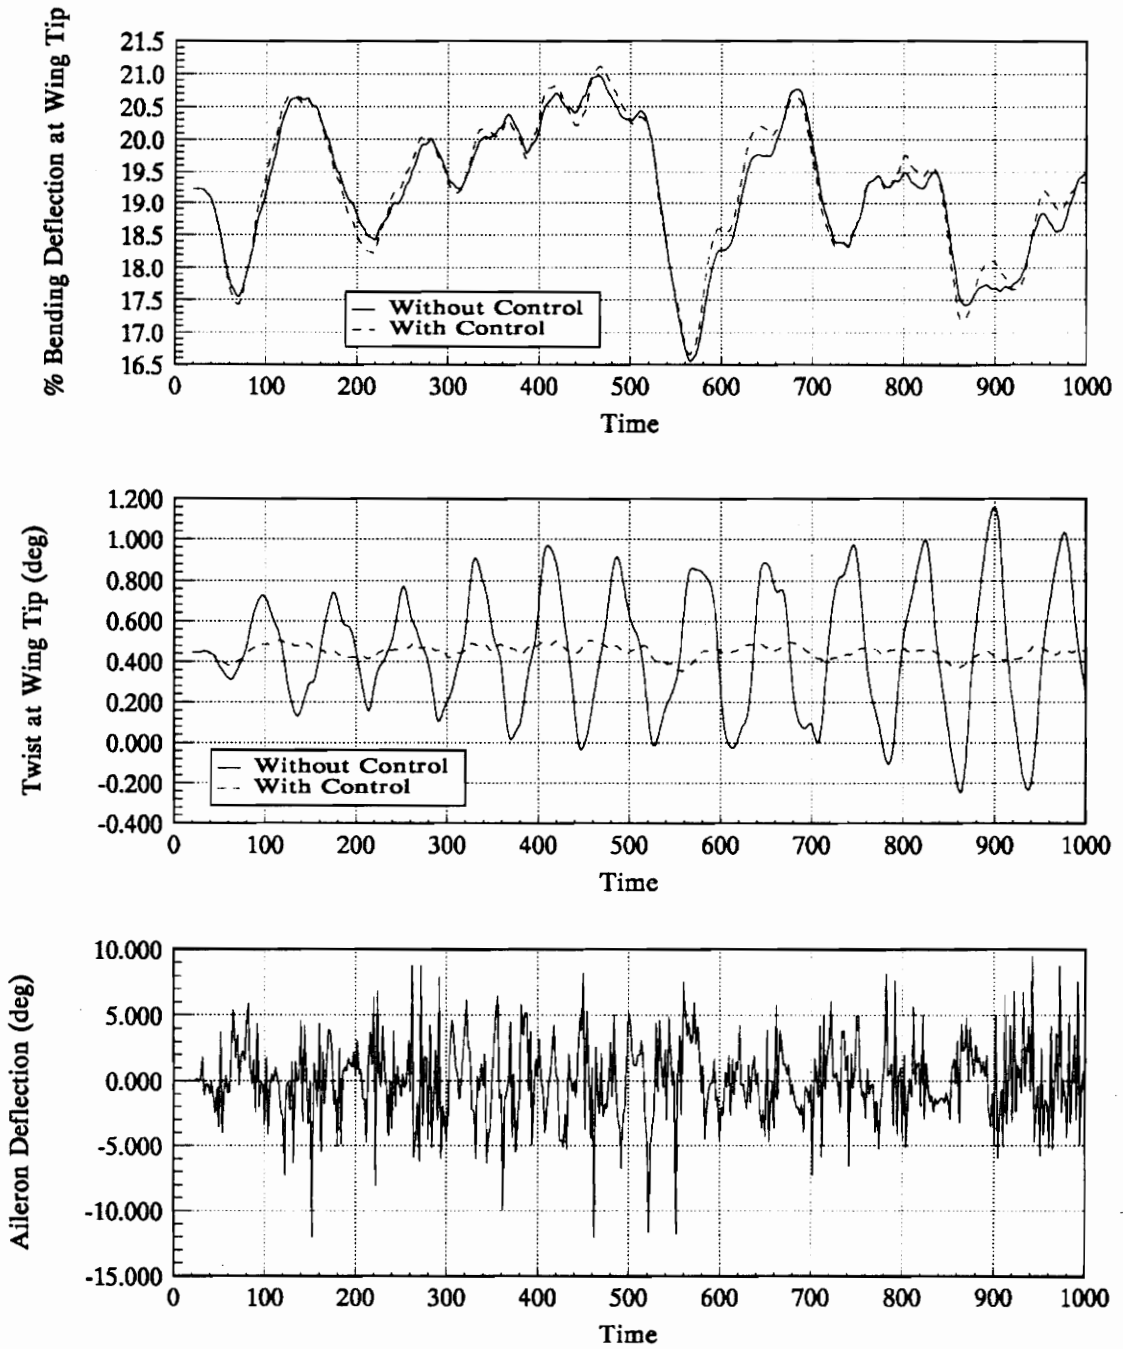 % Bending Deflection at Wing Tip
21.5
21.0
20.5
20.0
19.5
19.0
18.5
18.0
17.5
17.0
16.5
Without Control
With Control
0 100 200 300 400 500 600 700 800 900 1000
Time
Twist at Wing Tip (deg)
1.200
1.000
0.800
0.600
0.400
0.200
0.000
-0.200
-0.400
Without Control
With Control
0 100 200 300 400 500 600 700 800 900 1000
Time
Aileron Deflection (deg)
10.000
5.000
0.000
-5.000
-10.000
-15.000
0 100 200 300 400 500 600 700 800 900 1000
Time